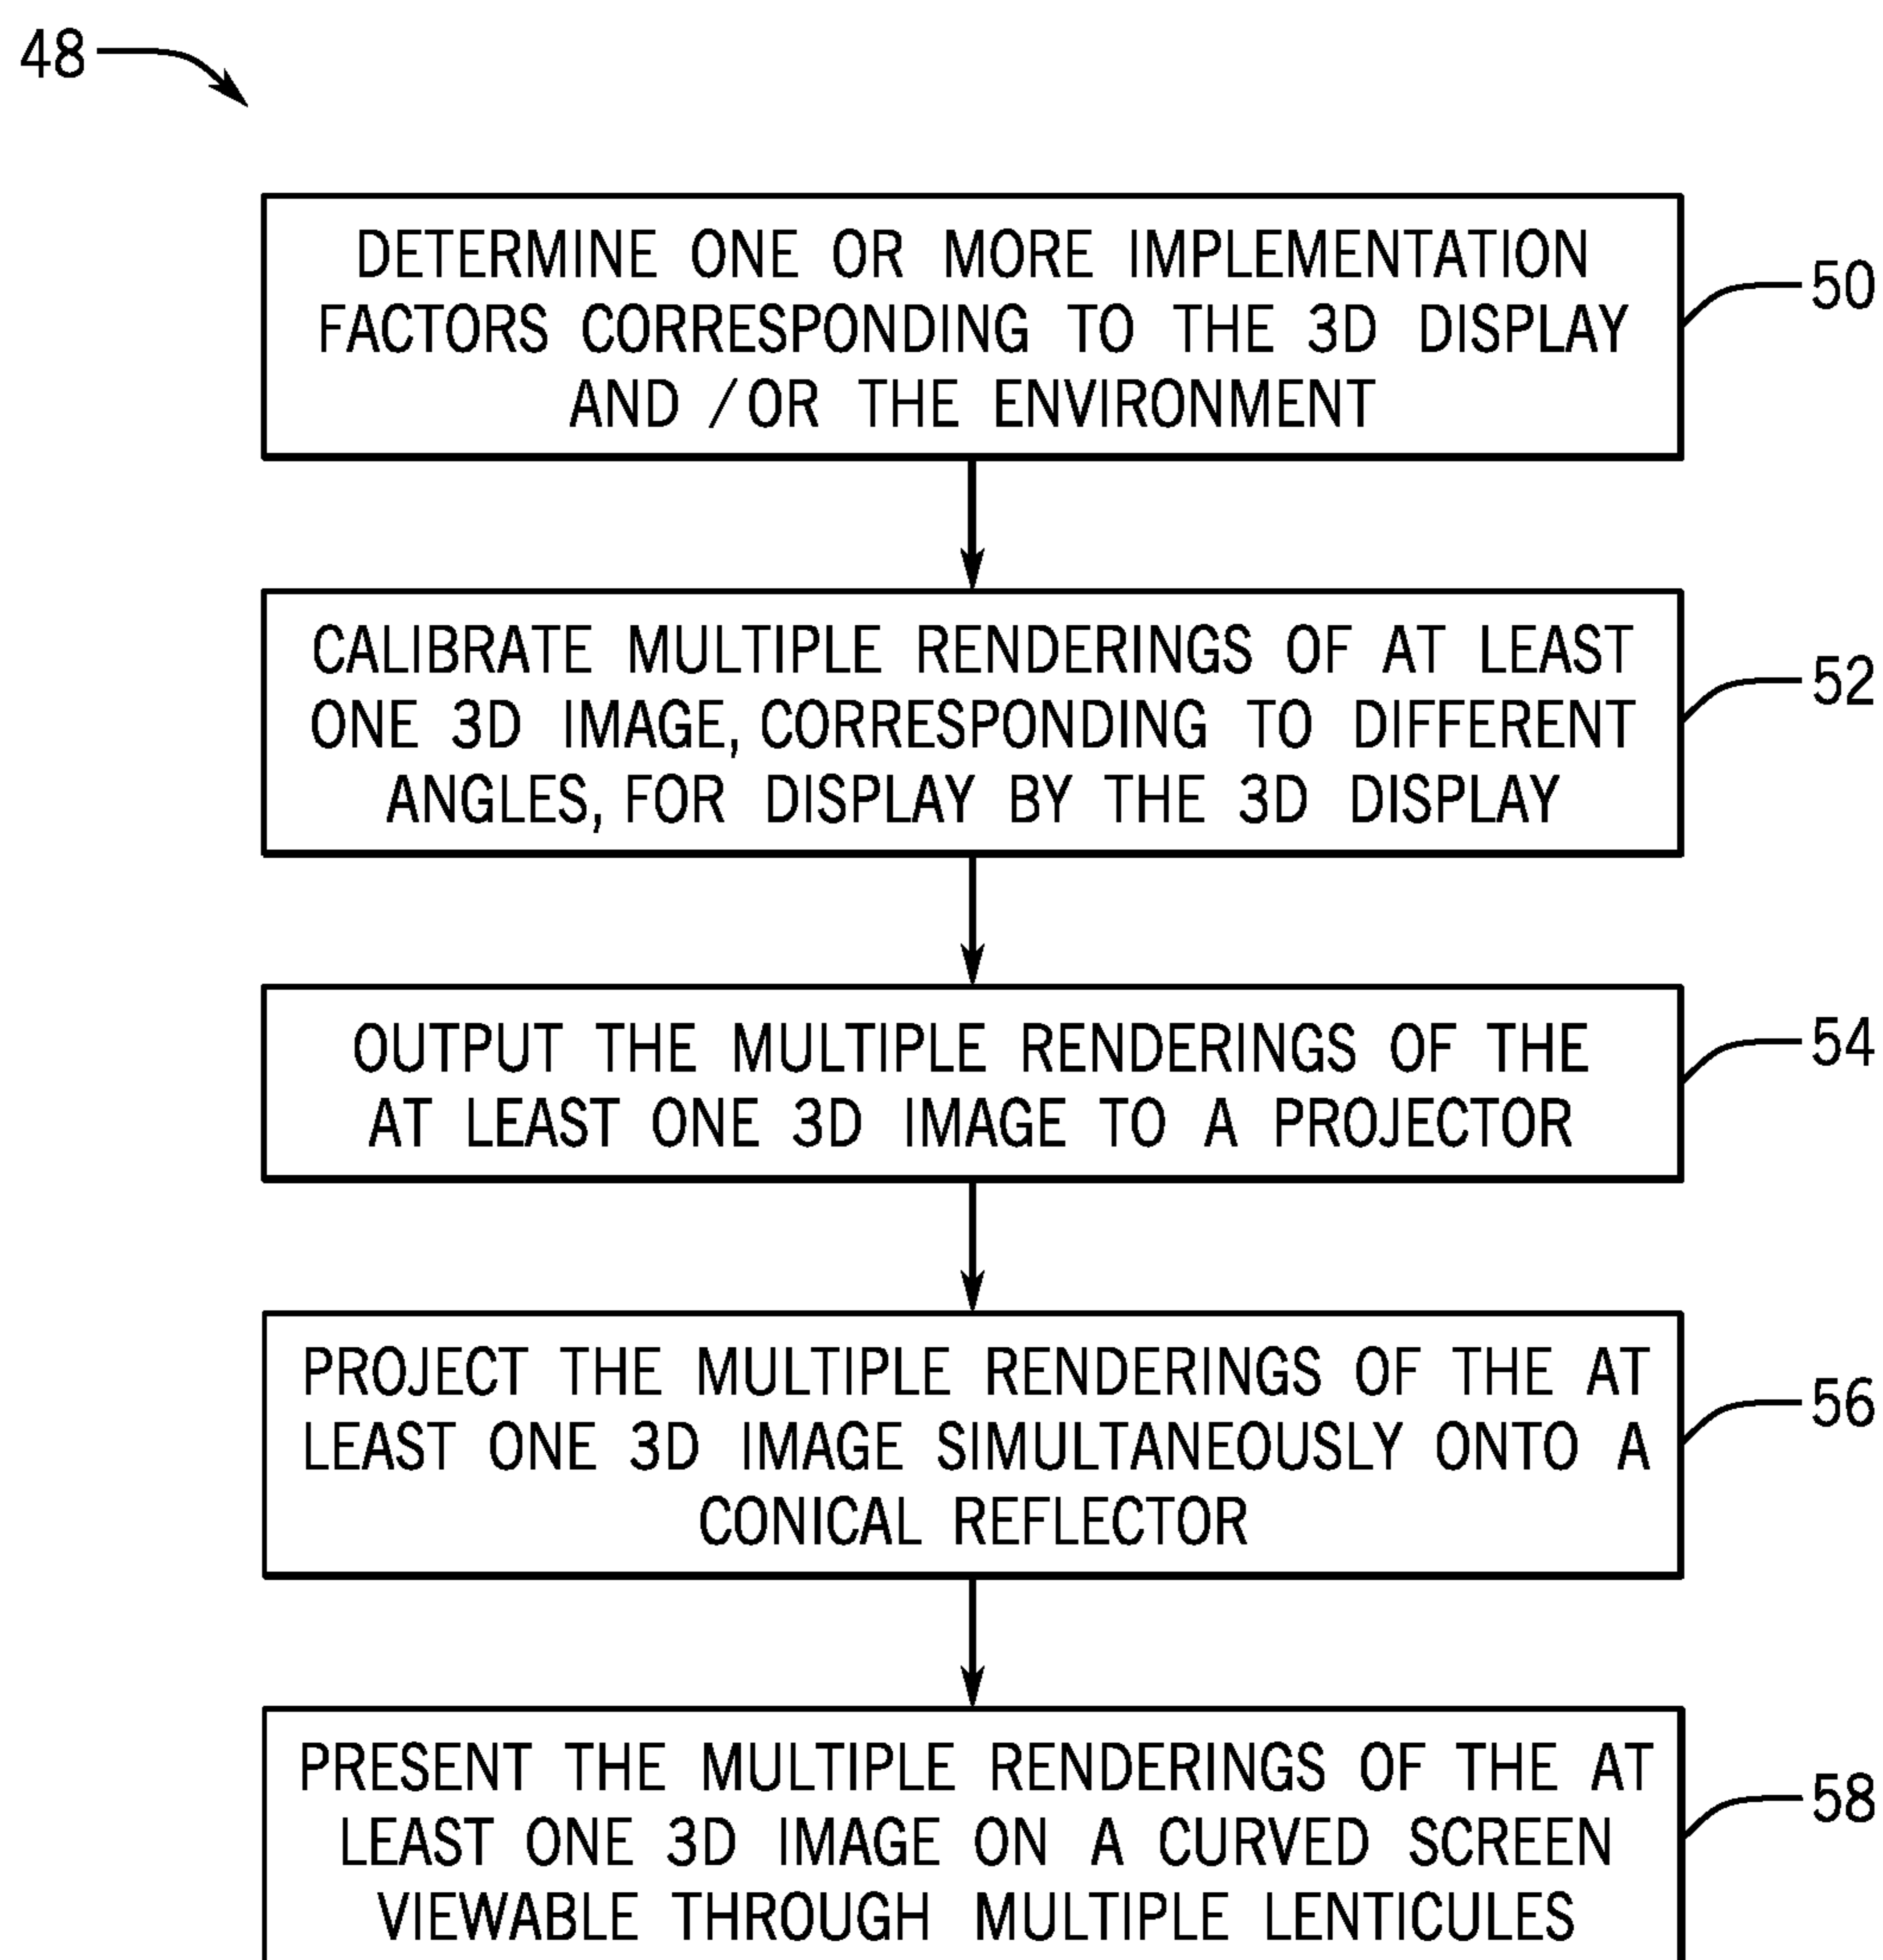 48
DETERMINE ONE OR MORE IMPLEMENTATION
FACTORS CORRESPONDING TO THE 3D DISPLAY
AND /OR THE ENVIRONMENT
50
CALIBRATE MULTIPLE RENDERINGS OF AT LEAST
ONE 3D IMAGE, CORRESPONDING TO DIFFERENT
ANGLES, FOR DISPLAY BY THE 3D DISPLAY
52
OUTPUT THE MULTIPLE RENDERINGS OF THE
AT LEAST ONE 3D IMAGE TO A PROJECTOR
54
PROJECT THE MULTIPLE RENDERINGS OF THE AT
LEAST ONE 3D IMAGE SIMULTANEOUSLY ONTO A
CONICAL REFLECTOR
56
PRESENT THE MULTIPLE RENDERINGS OF THE AT
LEAST ONE 3D IMAGE ON A CURVED SCREEN
VIEWABLE THROUGH MULTIPLE LENTICULES
58